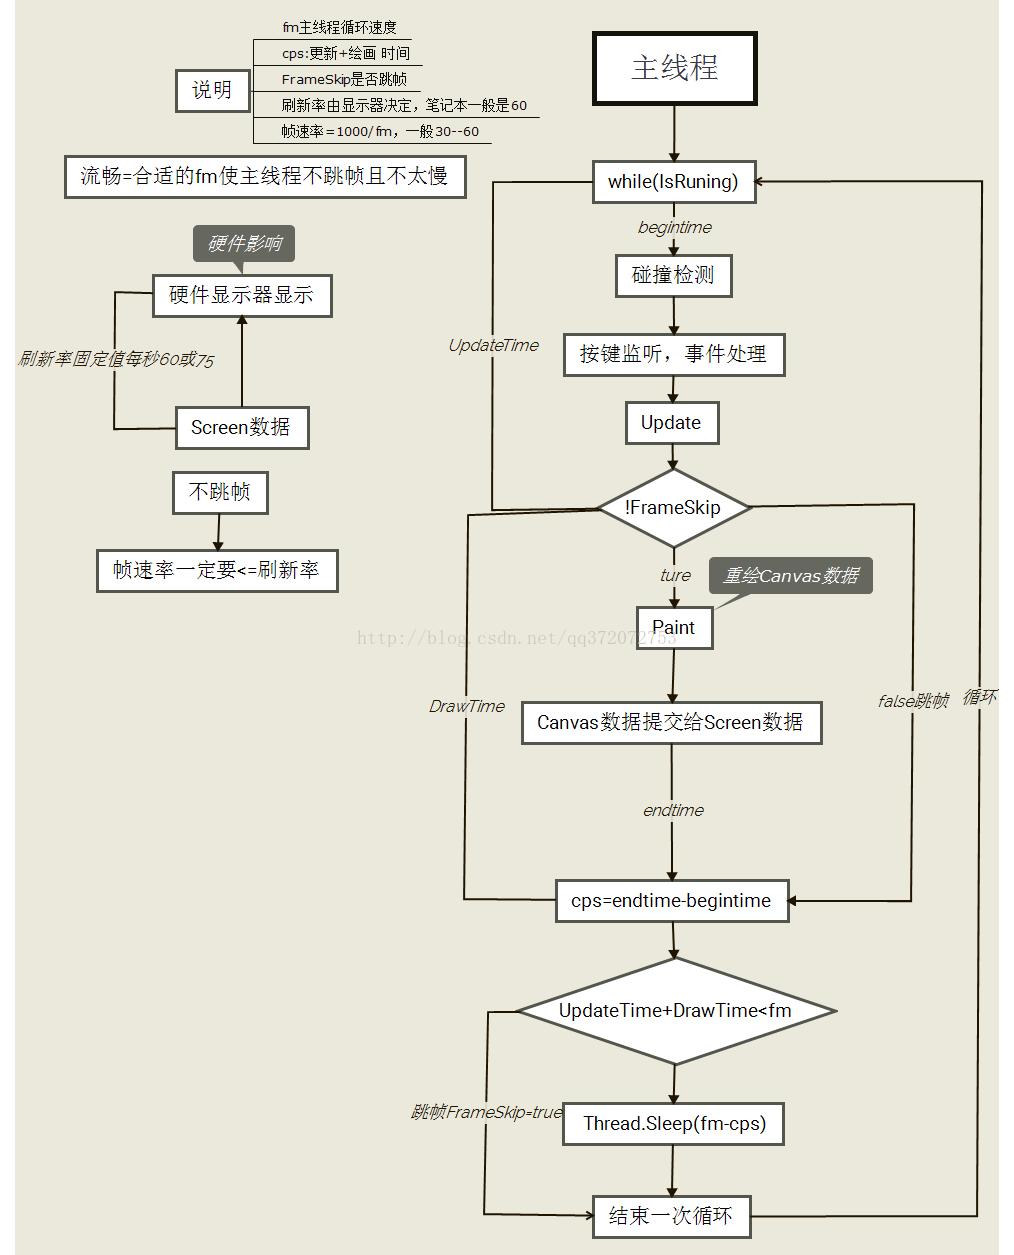 fm主线程循环速度
cps:更新+绘画 时间
FrameSkip是否跳帧
说明
刷新率由显示器决定，笔记本一般是60
帧速率=1000/fm，一般30--60
流畅=合适的fm使主线程不跳帧且不太慢
硬件影响
硬件显示器显示
刷新率固定值每秒60或75
Screen数据
不跳帧
帧速率一定要<=刷新率
主线程
while(IsRuning)
begintime
碰撞检测
UpdateTime
按键监听，事件处理
Update
!FrameSkip
ture
重绘Canvas数据
Paint
http://blog.csdn.net/qq372072755
DrawTime
false跳帧
循环
Canvas数据提交给Screen数据
endtime
cps=endtime-begintime
UpdateTime+DrawTime<fm
跳帧FrameSkip=true
Thread.Sleep(fm-cps)
结束一次循环